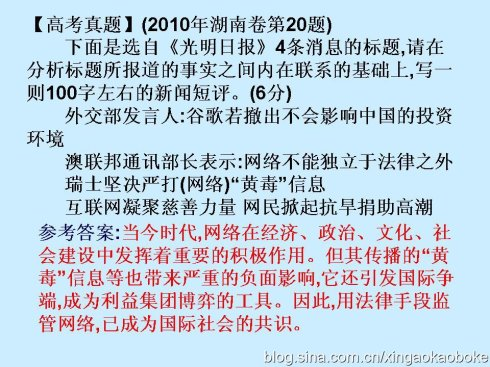 【高考真题】(2010年湖南卷第20题)
下面是选自《光明日报》4条消息的标题,请在
分析标题所报道的事实之间内在联系的基础上,写一
则100字左右的新闻短评。(6分)
外交部发言人:谷歌若撤出不会影响中国的投资
环境
澳联邦通讯部长表示:网络不能独立于法律之外
瑞士坚决严打(网络)“黄毒”信息
互联网凝聚慈善力量 网民掀起抗旱捐助高潮
参考答案:当今时代,网络在经济、政治、文化、社
会建设中发挥着重要的积极作用。但其传播的“黄
毒”信息等也带来严重的负面影响,它还引发国际争
端,成为利益集团博弈的工具。因此,用法律手段监
管网络,已成为国际社会的共识。
blog.sina.com.cn/xingaokaoboke